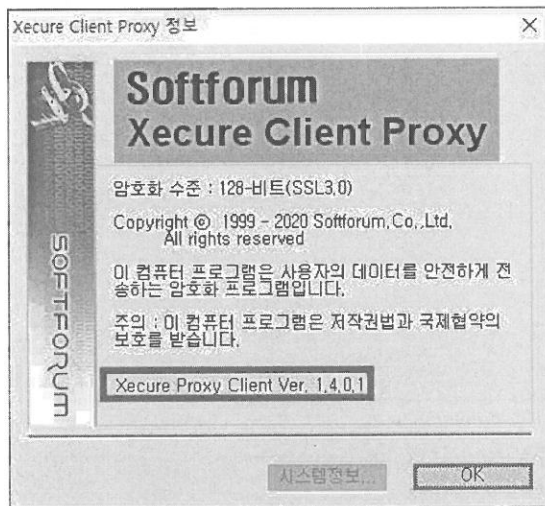 Xecure Client Proxy 정보
Softforum
Xecure Client Proxy
암호화 수준 : 128-비트(SSL3,0)
Copyright ⓒ 1999 - 2020 Softforum,Co.,Ltd,
All rights reserved
이 컴퓨터 프로그램은 사용자의 데이터를 안전하게 전
송하는 암호화 프로그램입니다,
주의 : 이 컴퓨터 프로그램은 저작권법과 국제협약의
보호를 받습니다,
Xecure Proxy Client Ver, 1,4,0,1
SOFTFORUM
시스템정보...
OK